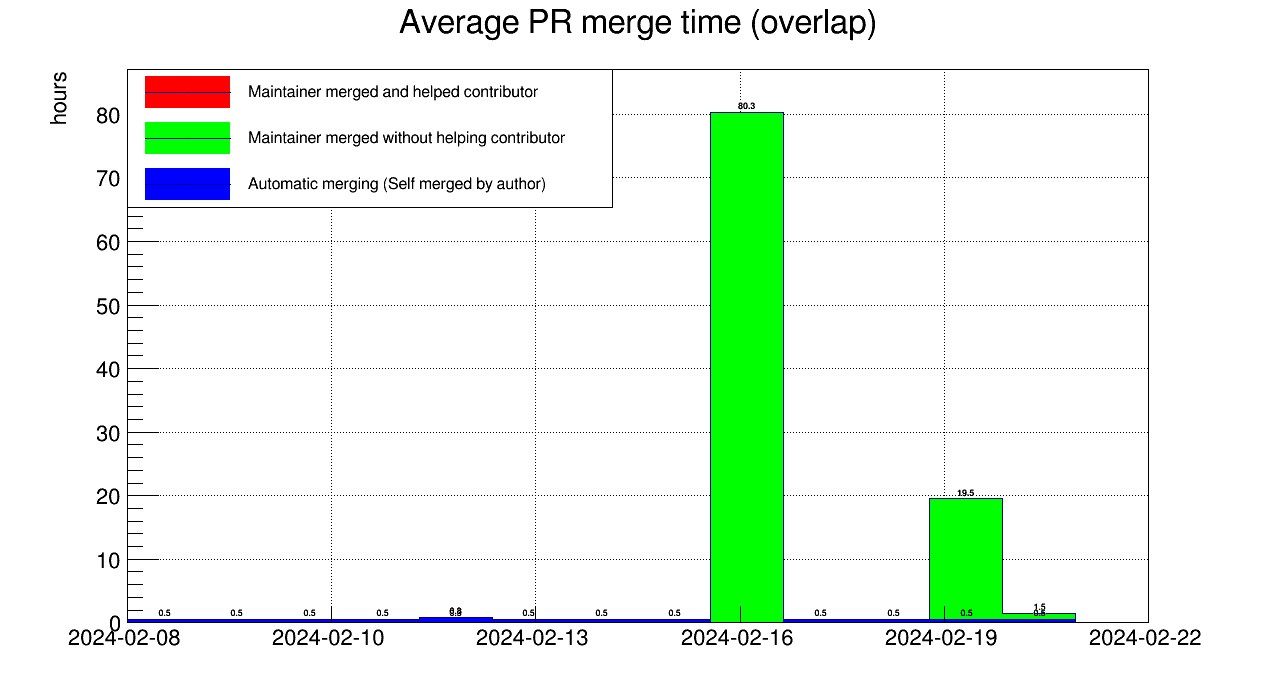 Average PR merge time (overlap)
hours
Maintainer merged and helped contributor
Maintainer merged without helping contributor
Automatic merging (Self merged by author)
80
70
60
50
40
30
20
10
0
80.3
19.5
1.5
0.5 0.5 0.5 0.5 0.5 0.5 0.5 0.5 0.5 0.5
2024-02-08 2024-02-10 2024-02-13 2024-02-16 2024-02-19 2024-02-22